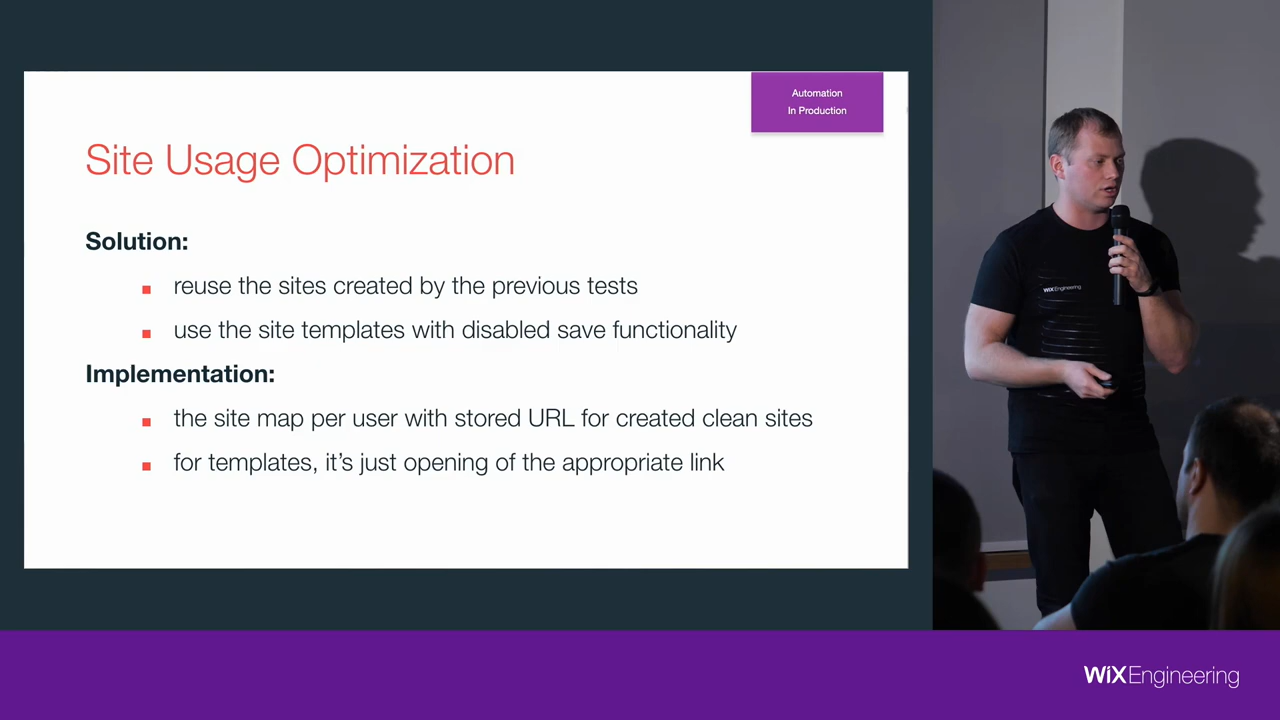 Automation
In Production
Site Usage Optimization
Solution:
reuse the sites created by the previous tests
use the site templates with disabled save functionality
Implementation:
the site map per user with stored URL for created clean sites
for templates, it's just opening of the appropriate link
WiX Engineering
WiXEngineering